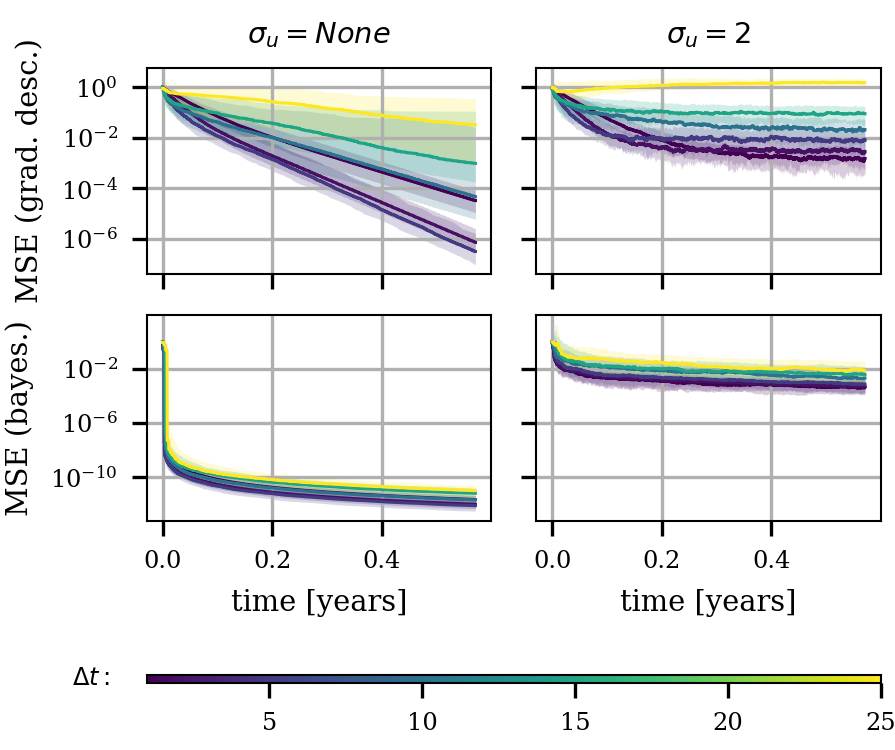 σ_u = None
σ_u = 2
MSE (grad. desc.)
10⁰
10⁻²
10⁻⁴
10⁻⁶
MSE (bayes.)
10⁻²
10⁻⁶
10⁻¹⁰
0.0 0.2 0.4
0.0 0.2 0.4
time [years]
time [years]
Δt :
5 10 15 20 25